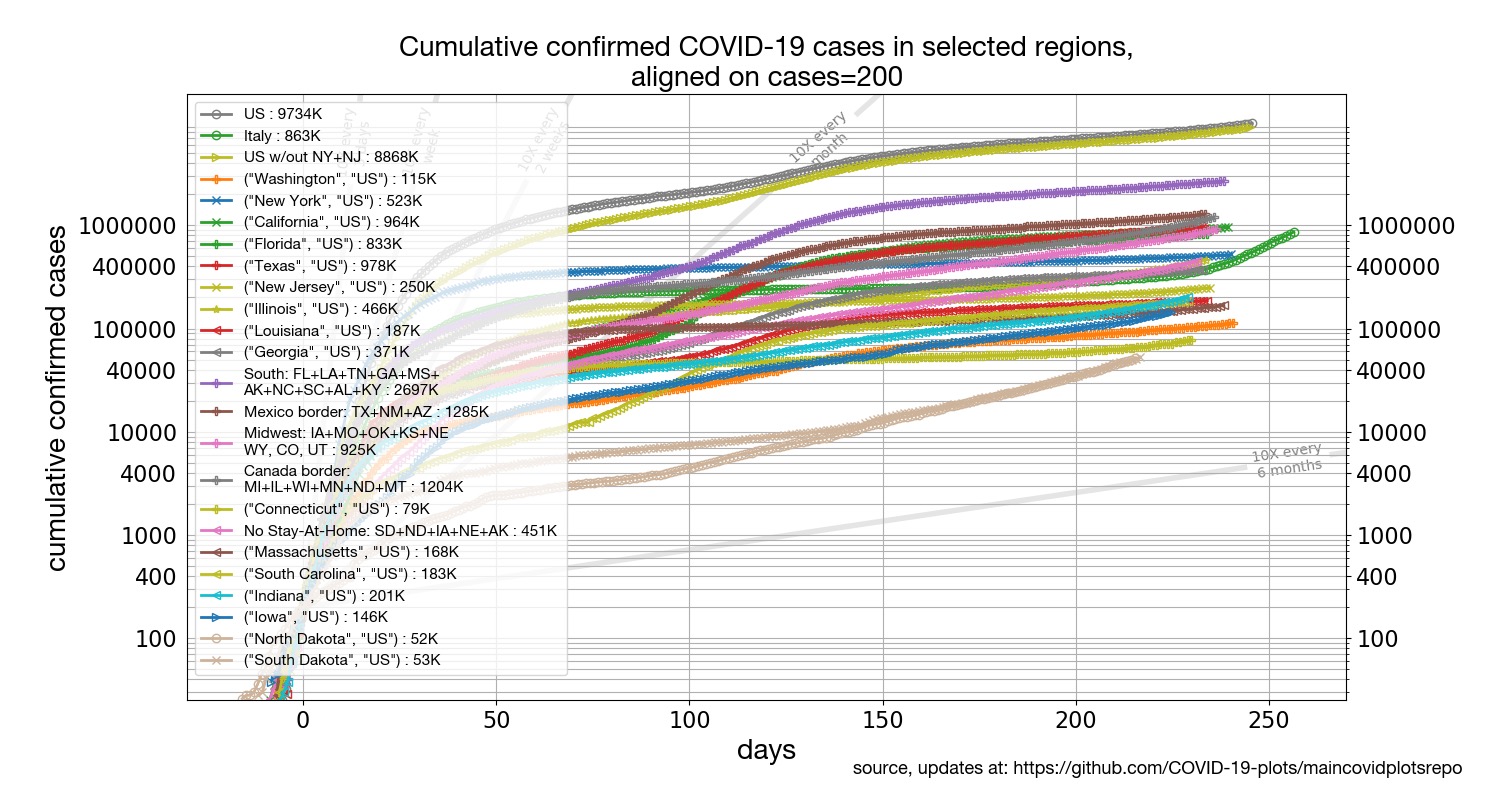 Cumulative confirmed COVID-19 cases in selected regions,
aligned on cases=200
US : 9734K
Italy : 863K
US w/out NY+NJ : 8868K
("Washington", "US") : 115K
("New York", "US") : 523K
("California", "US") : 964K
("Florida", "US") : 833K
("Texas", "US") : 978K
("New Jersey", "US") : 250K
("Illinois", "US") : 466K
("Louisiana", "US") : 187K
("Georgia", "US") : 371K
South: FL+LA+TN+GA+MS+
AK+NC+SC+AL+KY : 2697K
Mexico border: TX+NM+AZ : 1285K
Midwest: IA+MO+OK+KS+NE
WY, CO, UT : 925K
Canada border:
MI+IL+WI+MN+ND+MT : 1204K
("Connecticut", "US") : 79K
No Stay-At-Home: SD+ND+IA+NE+AK : 451K
("Massachusetts", "US") : 168K
("South Carolina", "US") : 183K
("Indiana", "US") : 201K
("Iowa", "US") : 146K
("North Dakota", "US") : 52K
("South Dakota", "US") : 53K
every
days
every
week
10X every
2 weeks
10X every
month
10X every
6 months
cumulative confirmed cases
1000000
400000
100000
40000
10000
4000
1000
400
100
1000000
400000
100000
40000
10000
4000
1000
400
100
0
50
100
150
200
250
days
source, updates at: https://github.com/COVID-19-plots/maincovidplotsrepo